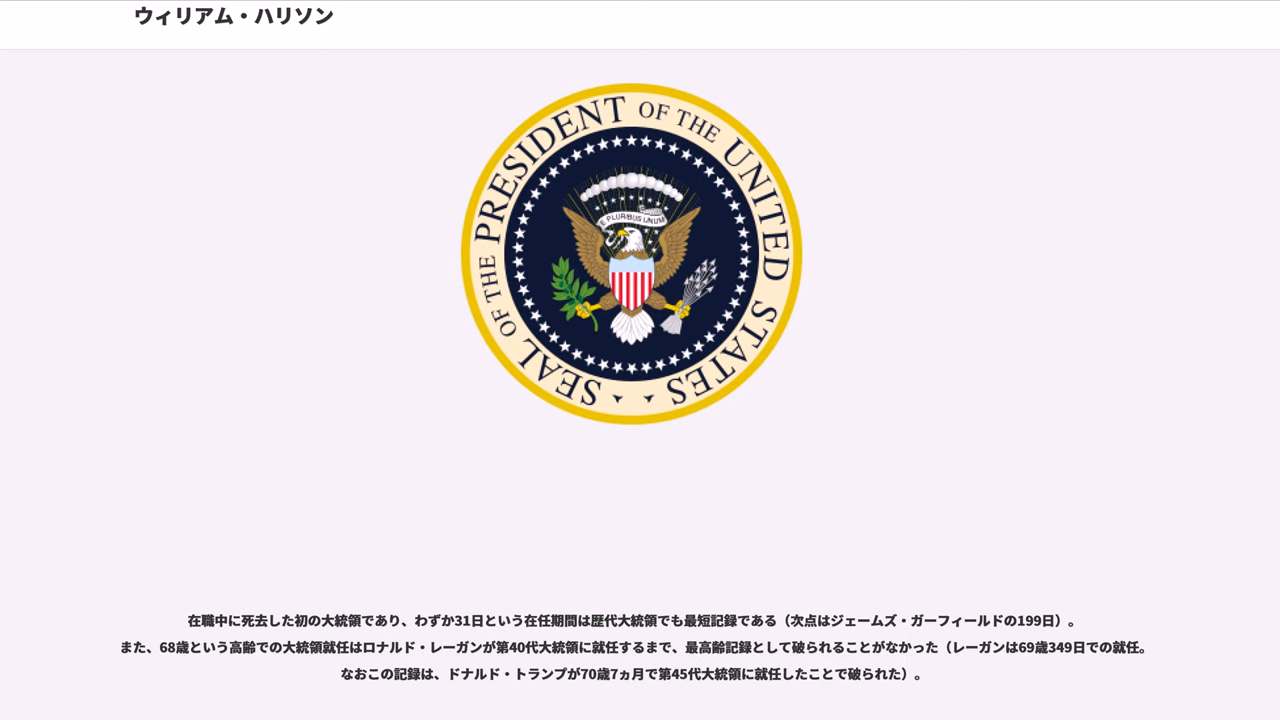 ウィリアム・ハリソン
SEAL OF THE PRESIDENT OF THE UNITED STATES
E PLURIBUS UNUM
在職中に死去した初の大統領であり、わずか31日という在任期間は歴代大統領でも最短記録である（次点はジェームズ・ガーフィールドの199日）。
また、68歳という高齢での大統領就任はロナルド・レーガンが第40代大統領に就任するまで、最高齢記録として破られることがなかった（レーガンは69歳349日での就任。
なおこの記録は、ドナルド・トランプが70歳7ヵ月で第45代大統領に就任したことで破られた）。